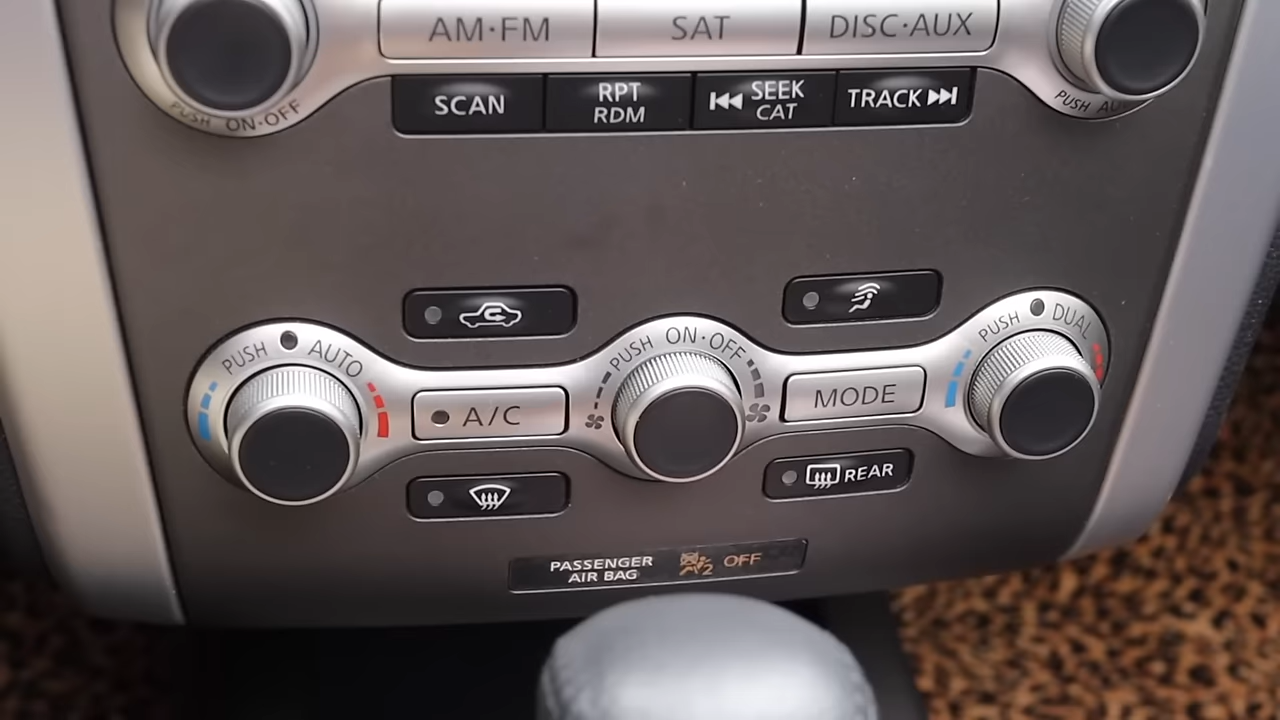 AM·FM
SAT
DISC·AUX
PUSH ON·OFF
SCAN
RPT
RDM
SEEK
CAT
TRACK
PUSH
PUSH AUTO
A/C
PUSH ON·OFF
MODE
PUSH DUAL
REAR
PASSENGER
AIR BAG
2 OFF